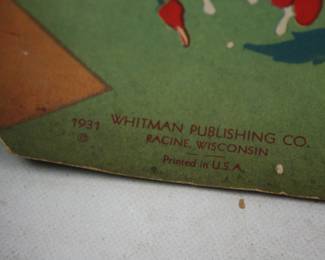 1931 WHITMAN PUBLISHING CO.
© RACINE, WISCONSIN
Printed in U.S.A.